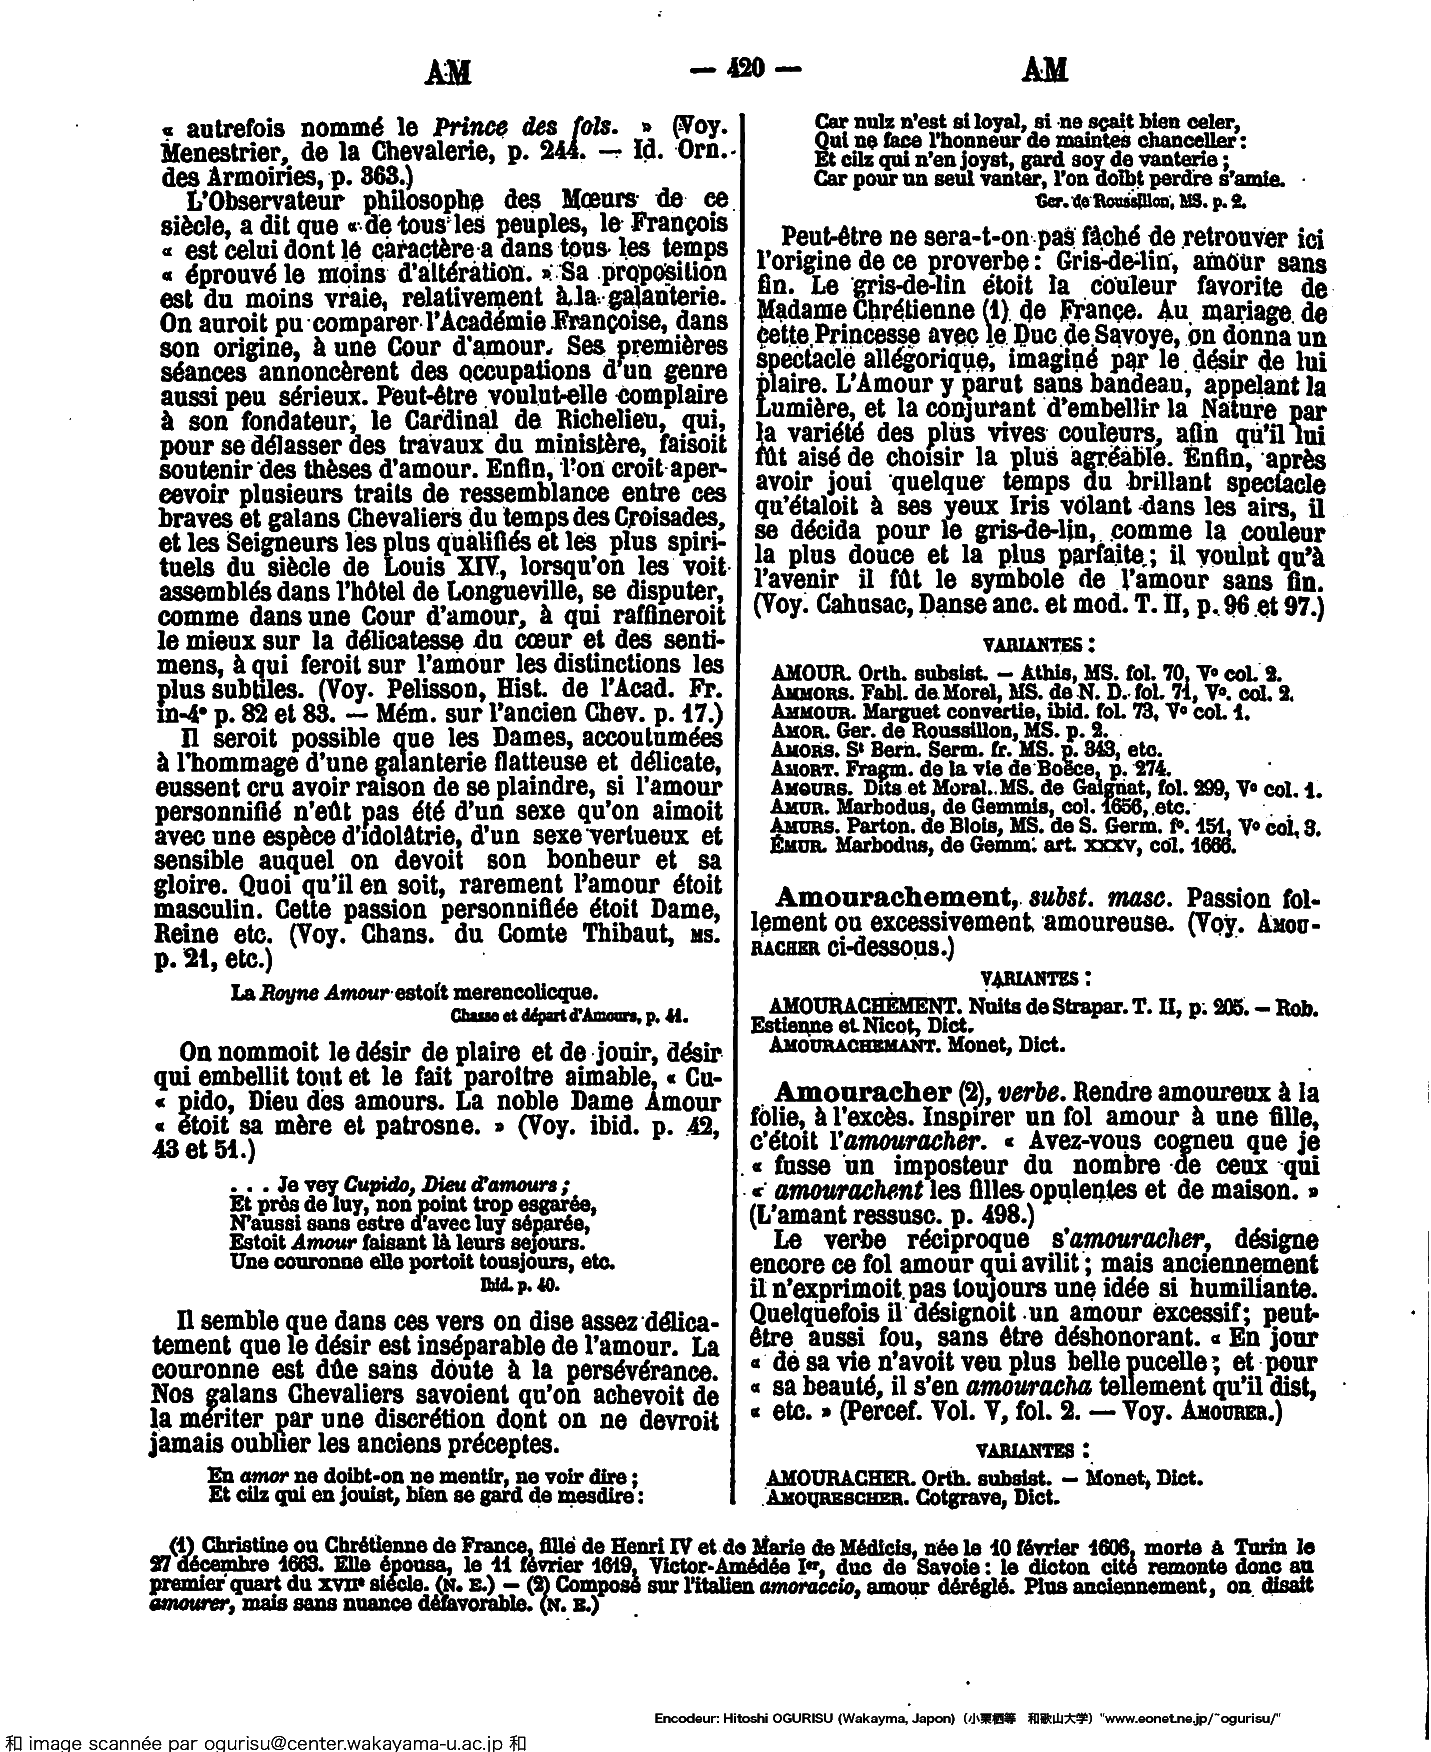 AM — 420 — AM
« autrefois nommé le Prince des fols. » (Voy.
Menestrier, de la Chevalerie, p. 244. — Id. Orn.
des Armoiries, p. 363.)
L'Observateur philosophe des Mœurs de ce
siècle, a dit que « de tous les peuples, le François
« est celui dont le caractère a dans tous les temps
« éprouvé le moins d'altération. » Sa proposition
est du moins vraie, relativement à la galanterie.
On auroit pu comparer l'Académie Françoise, dans
son origine, à une Cour d'amour. Ses premières
séances annoncèrent des occupations d'un genre
aussi peu sérieux. Peut-être voulut-elle complaire
à son fondateur, le Cardinal de Richelieu, qui,
pour se délasser des travaux du ministère, faisoit
soutenir des thèses d'amour. Enfin, l'on croit aper-
cevoir plusieurs traits de ressemblance entre ces
braves et galans Chevaliers du temps des Croisades,
et les Seigneurs les plus qualifiés et les plus spiri-
tuels du siècle de Louis XIV, lorsqu'on les voit
assemblés dans l'hôtel de Longueville, se disputer,
comme dans une Cour d'amour, à qui raffineroit
le mieux sur la délicatesse du cœur et des senti-
mens, à qui feroit sur l'amour les distinctions les
plus subtiles. (Voy. Pelisson, Hist. de l'Acad. Fr.
in-4° p. 82 et 83. — Mém. sur l'ancien Chev. p. 17.)
Il seroit possible que les Dames, accoutumées
à l'hommage d'une galanterie flatteuse et délicate,
eussent cru avoir raison de se plaindre, si l'amour
personnifié n'eût pas été d'un sexe qu'on aimoit
avec une espèce d'idolâtrie, d'un sexe vertueux et
sensible auquel on devoit son bonheur et sa
gloire. Quoi qu'il en soit, rarement l'amour étoit
masculin. Cette passion personnifiée étoit Dame,
Reine etc. (Voy. Chans. du Comte Thibaut, MS.
p. 21, etc.)
La Royne Amour estoit merencolicque.
Chasse et départ d'Amours, p. 41.
On nommoit le désir de plaire et de jouir, désir
qui embellit tout et le fait paroître aimable, « Cu-
« pido, Dieu des amours. La noble Dame Amour
« étoit sa mère et patrosne. » (Voy. ibid. p. 42,
43 et 51.)
. . . Je vey Cupido, Dieu d'amours ;
Et près de luy, non point trop esgarée,
N'aussi sans estre d'avec luy séparée,
Estoit Amour faisant là leurs sejours.
Une couronne elle portoit tousjours, etc.
Ibid. p. 40.
Il semble que dans ces vers on dise assez délica-
tement que le désir est inséparable de l'amour. La
couronne est dûe sans doute à la persévérance.
Nos galans Chevaliers savoient qu'on achevoit de
la mériter par une discrétion dont on ne devroit
jamais oublier les anciens préceptes.
En amor ne doibt-on ne mentir, ne voir dire ;
Et cilz qui en jouist, bien se gard de mesdire :
Car nulz n'est si loyal, si ne sçait bien celer,
Qui ne face l'honneur de maintes chanceller :
Et cilz qui n'en joyst, gard soy de vanterie ;
Car pour un seul vanter, l'on doibt perdre s'amie.
Ger. de Roussillon, MS. p. 2.
Peut-être ne sera-t-on pas fâché de retrouver ici
l'origine de ce proverbe : Gris-de-lin, amour sans
fin. Le gris-de-lin étoit la couleur favorite de
Madame Chrétienne (1) de France. Au mariage de
cette Princesse avec le Duc de Savoye, on donna un
spectacle allégorique, imaginé par le désir de lui
plaire. L'Amour y parut sans bandeau, appelant la
Lumière, et la conjurant d'embellir la Nature par
la variété des plus vives couleurs, afin qu'il lui
fût aisé de choisir la plus agréable. Enfin, après
avoir joui quelque temps du brillant spectacle
qu'étaloit à ses yeux Iris volant dans les airs, il
se décida pour le gris-de-lin, comme la couleur
la plus douce et la plus parfaite ; il voulut qu'à
l'avenir il fût le symbole de l'amour sans fin.
(Voy. Cahusac, Danse anc. et mod. T. II, p. 96 et 97.)
VARIANTES :
AMOUR. Orth. subsist. — Athis, MS. fol. 70, V° col. 2.
AMMORS. Fabl. de Morel, MS. de N. D. fol. 71, V°. col. 2.
AMMOUR. Marguet convertie, ibid. fol. 73, V° col. 1.
AMOR. Ger. de Roussillon, MS. p. 2.
AMORS. St Bern. Serm. fr. MS. p. 343, etc.
AMORT. Fragm. de la vie de Boëce, p. 274.
AMOURS. Dits et Moral. MS. de Gaignat, fol. 299, V° col. 1.
AMUR. Marbodus, de Gemmis, col. 1656, etc.
AMURS. Parton. de Blois, MS. de S. Germ. f°. 151, V° col. 3.
ÉMUR. Marbodus, de Gemm. art. XXXV, col. 1666.
Amourachement, subst. masc. Passion fol-
lement ou excessivement amoureuse. (Voy. AMOU-
RACHER ci-dessous.)
VARIANTES :
AMOURACHEMENT. Nuits de Strapar. T. II, p. 205. — Rob.
Estienne et Nicot, Dict.
AMOURACHEMANT. Monet, Dict.
Amouracher (2), verbe. Rendre amoureux à la
folie, à l'excès. Inspirer un fol amour à une fille,
c'étoit l'amouracher. « Avez-vous cogneu que je
« fusse un imposteur du nombre de ceux qui
« amourachent les filles opulentes et de maison. »
(L'amant ressusc. p. 498.)
Le verbe réciproque s'amouracher, désigne
encore ce fol amour qui avilit ; mais anciennement
il n'exprimoit pas toujours une idée si humiliante.
Quelquefois il désignoit un amour excessif ; peut-
être aussi fou, sans être déshonorant. « En jour
« de sa vie n'avoit veu plus belle pucelle ; et pour
« sa beauté, il s'en amouracha tellement qu'il dist,
« etc. » (Percef. Vol. V, fol. 2. — Voy. AMOURER.)
VARIANTES :
AMOURACHER. Orth. subsist. — Monet, Dict.
AMOURESCHER. Cotgrave, Dict.
(1) Christine ou Chrétienne de France, fille de Henri IV et de Marie de Médicis, née le 10 février 1606, morte à Turin le
27 décembre 1663. Elle épousa, le 11 février 1619, Victor-Amédée Ier, duc de Savoie : le dicton cité remonte donc au
premier quart du XVIIe siècle. (N. E.) — (2) Composé sur l'italien amoraccio, amour déréglé. Plus anciennement, on disait
amourer, mais sans nuance défavorable. (N. E.)
Encodeur: Hitoshi OGURISU (Wakayma, Japon) (小栗栖等 和歌山大学) "www.eonet.ne.jp/~ogurisu/"
和 image scannée par ogurisu@center.wakayama-u.ac.jp 和